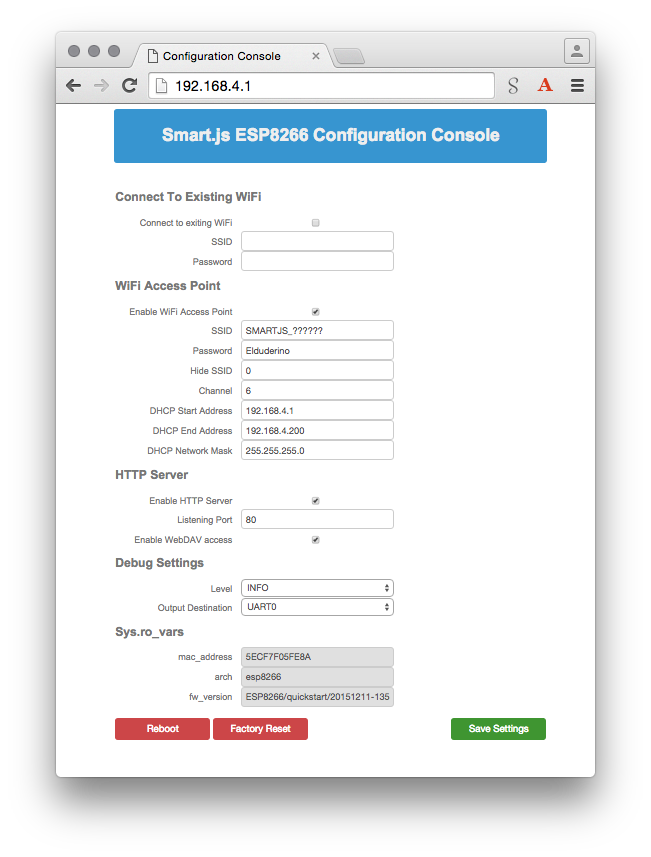 Configuration Console
192.168.4.1
Smart.js ESP8266 Configuration Console
Connect To Existing WiFi
Connect to exiting WiFi
SSID
Password
WiFi Access Point
Enable WiFi Access Point
SSID SMARTJS_??????
Password Elduderino
Hide SSID 0
Channel 6
DHCP Start Address 192.168.4.1
DHCP End Address 192.168.4.200
DHCP Network Mask 255.255.255.0
HTTP Server
Enable HTTP Server
Listening Port 80
Enable WebDAV access
Debug Settings
Level INFO
Output Destination UART0
Sys.ro_vars
mac_address 5ECF7F05FE8A
arch esp8266
fw_version ESP8266/quickstart/20151211-135
Reboot Factory Reset Save Settings